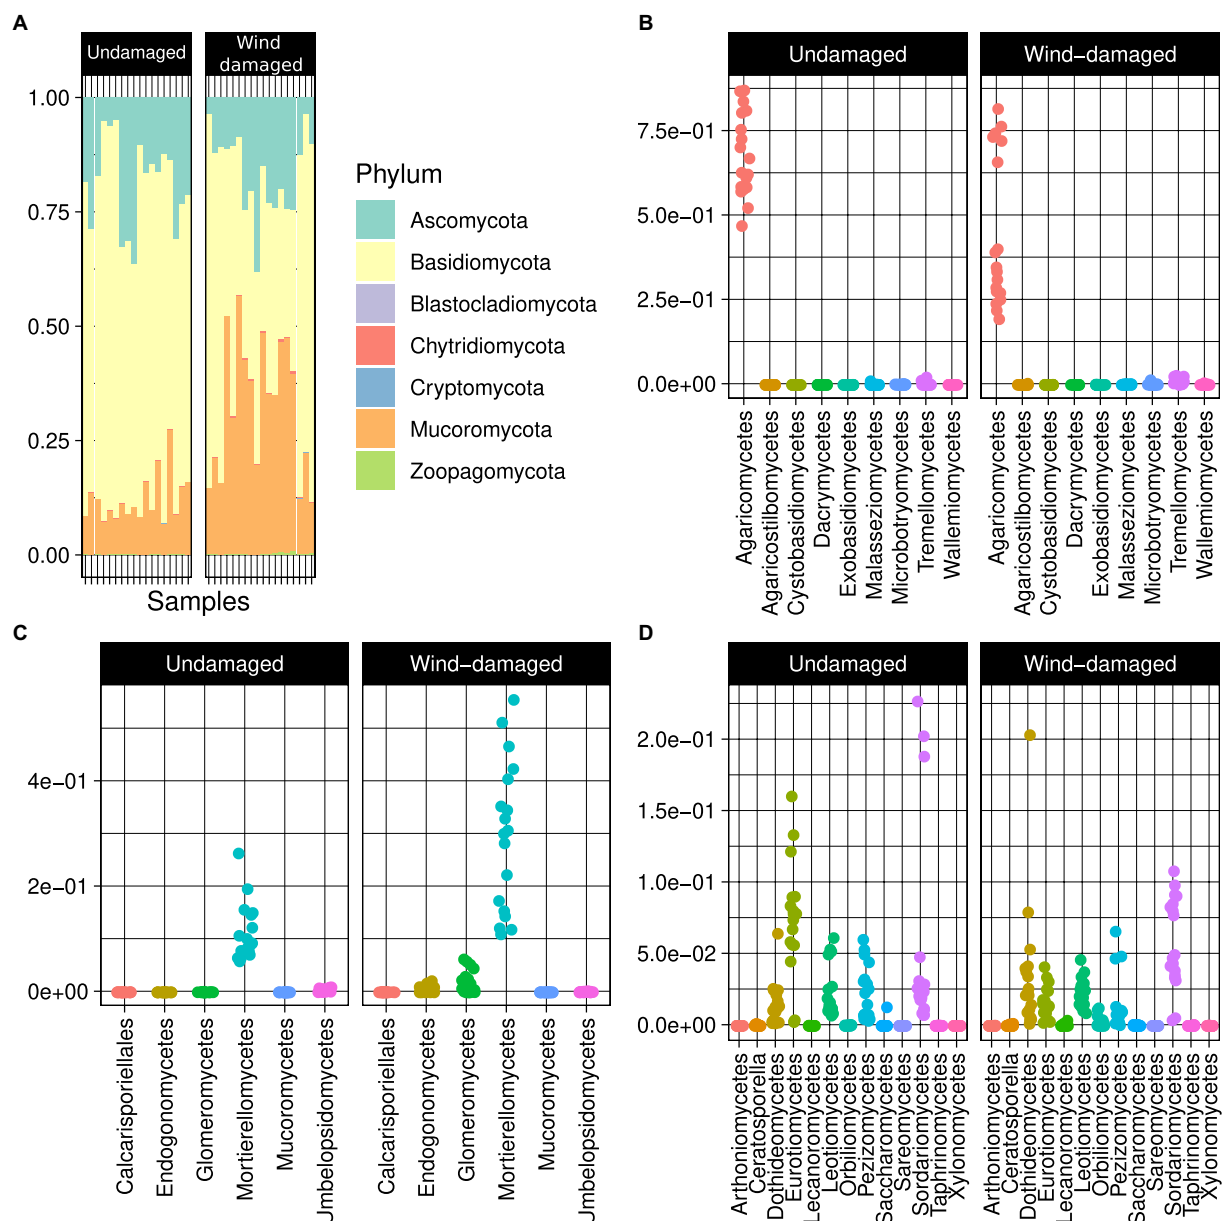 A
Undamaged
Wind
damaged
1.00
0.75
0.50
0.25
0.00
Samples
Phylum
Ascomycota
Basidiomycota
Blastocladiomycota
Chytridiomycota
Cryptomycota
Mucoromycota
Zoopagomycota
B
Undamaged
Wind−damaged
7.5e−01
5.0e−01
2.5e−01
0.0e+00
Agaricomycetes
Agaricostilbomycetes
Cystobasidiomycetes
Dacrymycetes
Exobasidiomycetes
Malasseziomycetes
Microbotryomycetes
Tremellomycetes
Wallemiomycetes
Agaricomycetes
Agaricostilbomycetes
Cystobasidiomycetes
Dacrymycetes
Exobasidiomycetes
Malasseziomycetes
Microbotryomycetes
Tremellomycetes
Wallemiomycetes
C
Undamaged
Wind−damaged
4e−01
2e−01
0e+00
Calcarisporiellales
Endogonomycetes
Glomeromycetes
Mortierellomycetes
Mucoromycetes
Umbelopsidomycetes
Calcarisporiellales
Endogonomycetes
Glomeromycetes
Mortierellomycetes
Mucoromycetes
Umbelopsidomycetes
D
Undamaged
Wind−damaged
2.0e−01
1.5e−01
1.0e−01
5.0e−02
0.0e+00
Arthoniomycetes
Ceratosporella
Dothideomycetes
Eurotiomycetes
Lecanoromycetes
Leotiomycetes
Orbiliomycetes
Pezizomycetes
Saccharomycetes
Sareomycetes
Sordariomycetes
Taphrinomycetes
Xylonomycetes
Arthoniomycetes
Ceratosporella
Dothideomycetes
Eurotiomycetes
Lecanoromycetes
Leotiomycetes
Orbiliomycetes
Pezizomycetes
Saccharomycetes
Sareomycetes
Sordariomycetes
Taphrinomycetes
Xylonomycetes